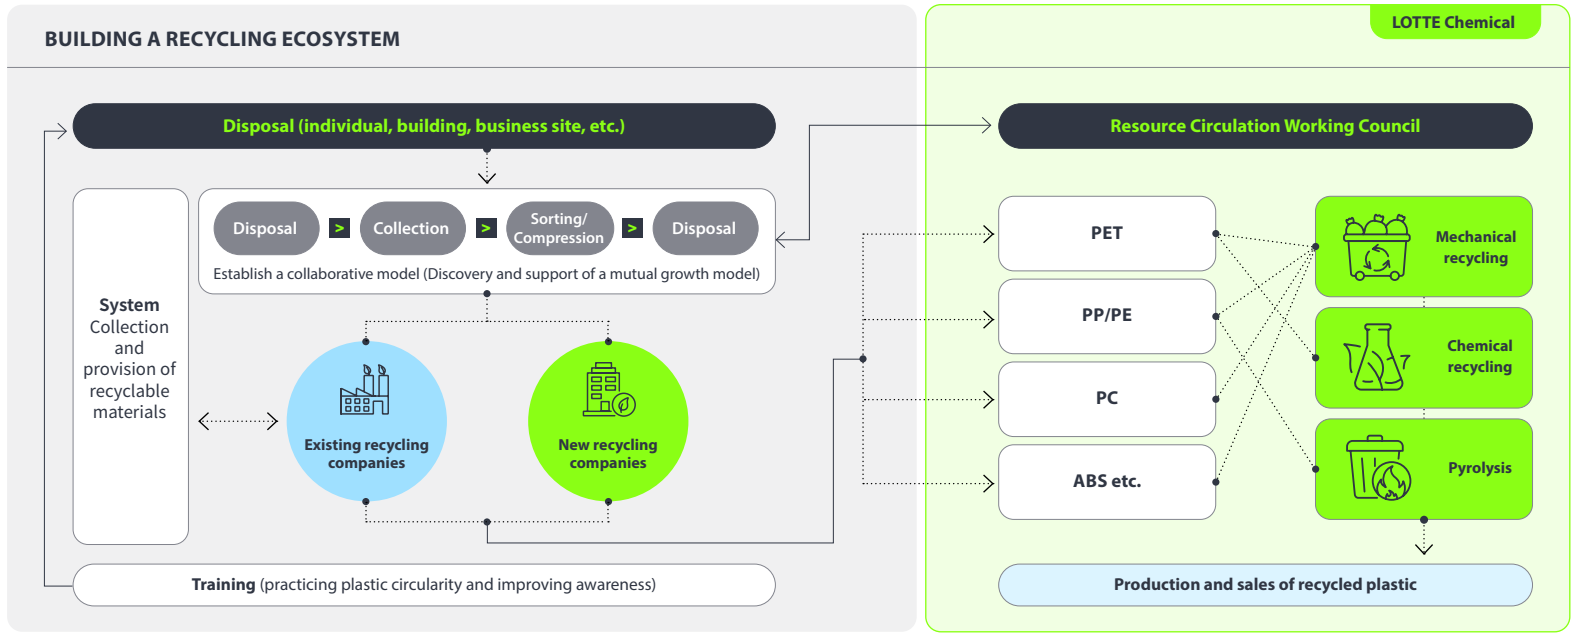 BUILDING A RECYCLING ECOSYSTEM
LOTTE Chemical
Disposal (individual, building, business site, etc.)
Disposal
>
Collection
>
Sorting/
Compression
>
Disposal
Establish a collaborative model (Discovery and support of a mutual growth model)
System
Collection
and
provision of
recyclable
materials
Existing recycling
companies
New recycling
companies
Training (practicing plastic circularity and improving awareness)
Resource Circulation Working Council
PET
PP/PE
PC
ABS etc.
Mechanical
recycling
Chemical
recycling
Pyrolysis
Production and sales of recycled plastic